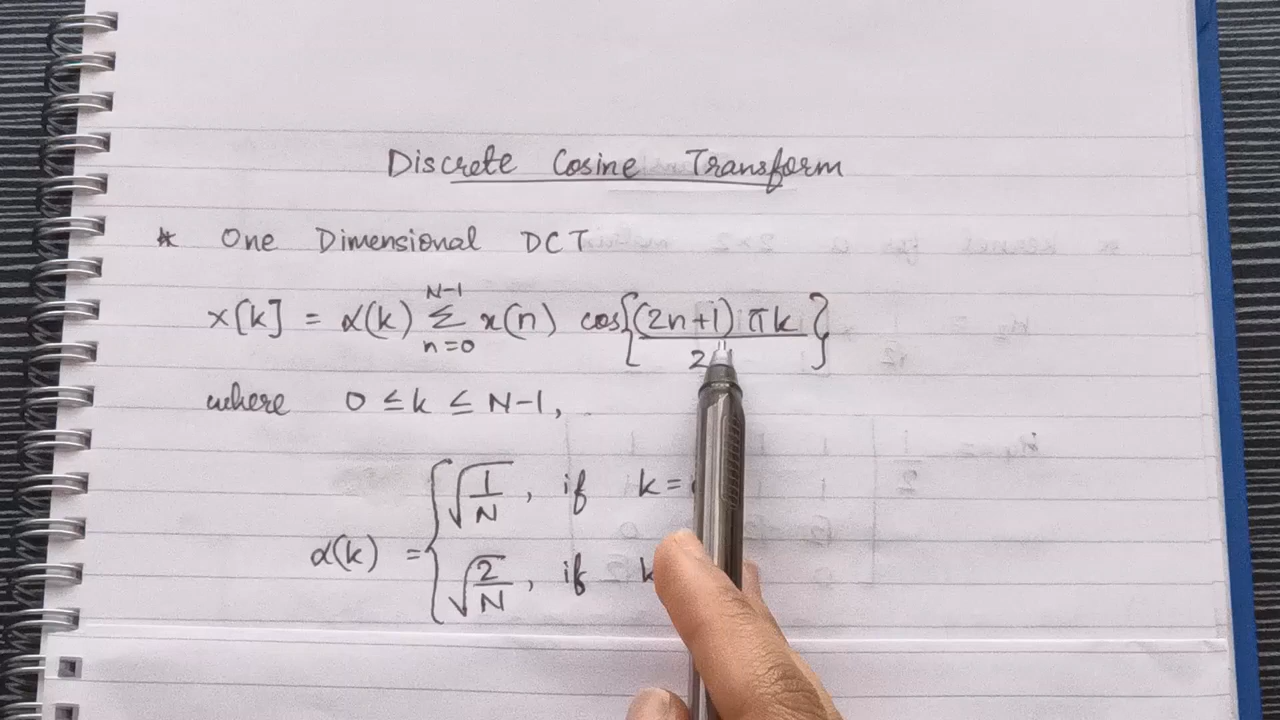 Discrete Cosine Transform
* One Dimensional DCT
X[k] = α(k) N-1 Σ n=0 x(n) cos{(2n+1) πk / 2 }
where 0 ≤ k ≤ N-1,
α(k) = { √1/N, if k =
√2/N, if k